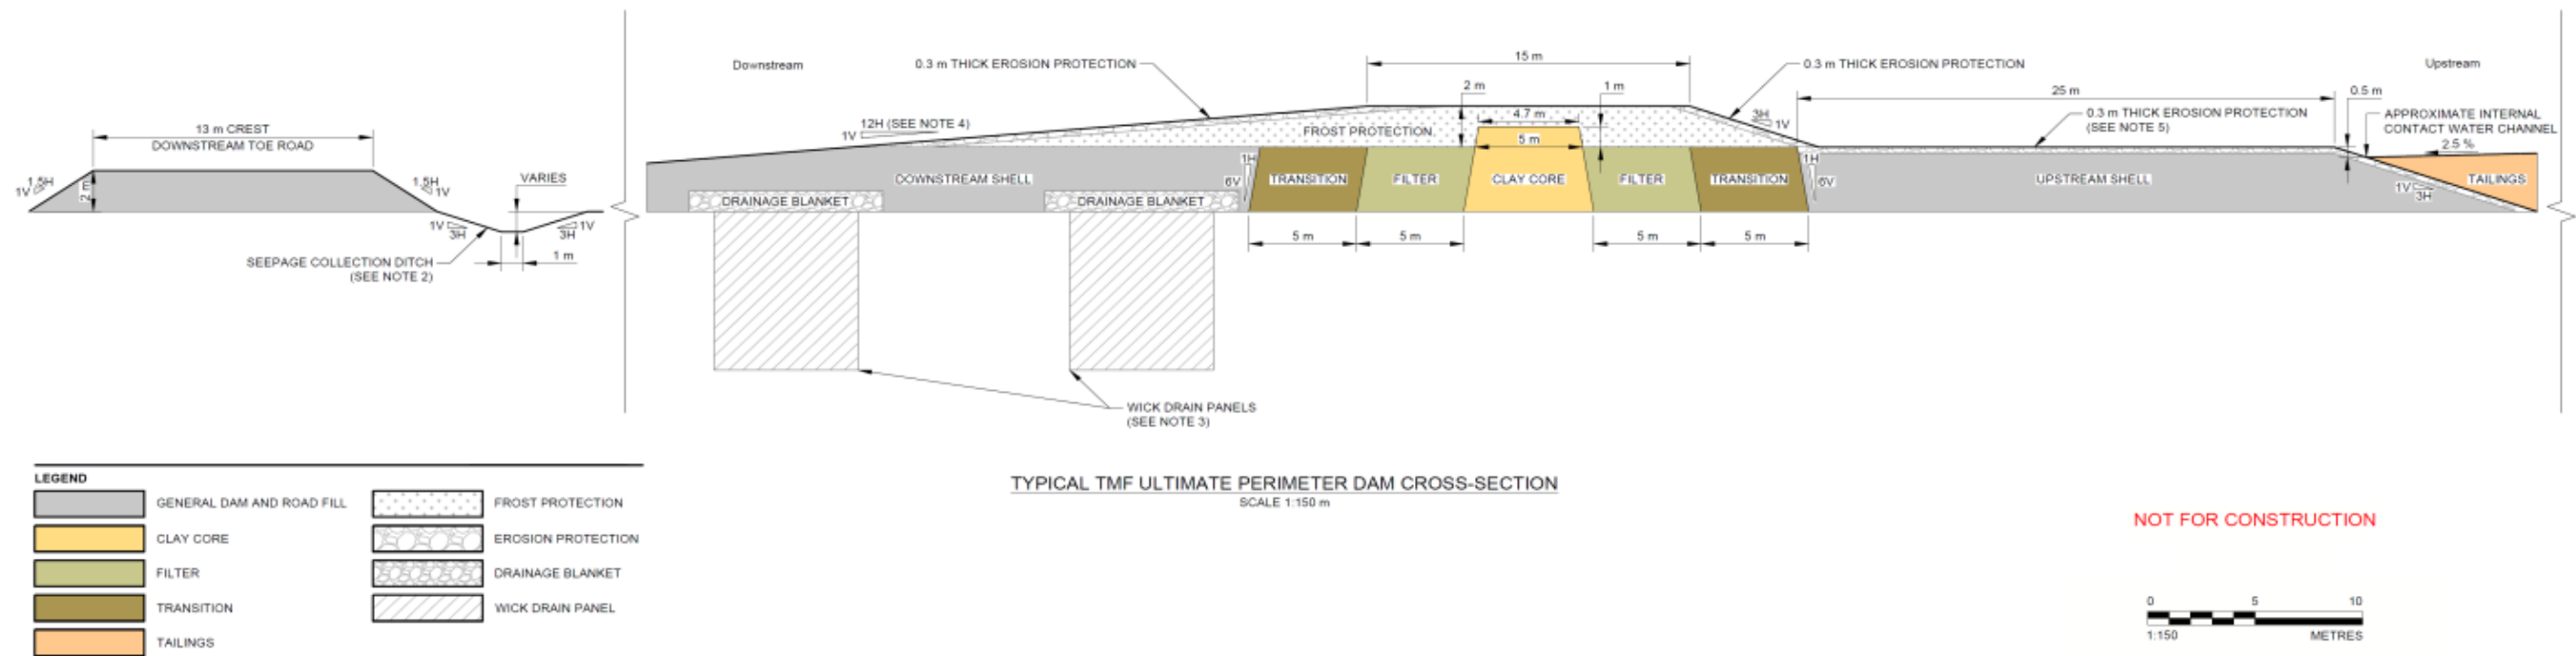 Downstream
0.3 m THICK EROSION PROTECTION
15 m
0.3 m THICK EROSION PROTECTION
Upstream
2 m
1 m
25 m
0.5 m
13 m CREST
DOWNSTREAM TOE ROAD
12H (SEE NOTE 4)
1V
4.7 m
3H
1V
0.3 m THICK EROSION PROTECTION
(SEE NOTE 5)
APPROXIMATE INTERNAL
CONTACT WATER CHANNEL
2.5 %
FROST PROTECTION
5 m
1.5H
1V
2 m
1.5H
1V
VARIES
DOWNSTREAM SHELL
1H
6V
TRANSITION
FILTER
CLAY CORE
FILTER
TRANSITION
1H
6V
UPSTREAM SHELL
TAILINGS
1V
3H
DRAINAGE BLANKET
DRAINAGE BLANKET
1V
3H
3H
1V
SEEPAGE COLLECTION DITCH
(SEE NOTE 2)
1 m
5 m
5 m
5 m
5 m
WICK DRAIN PANELS
(SEE NOTE 3)
LEGEND
GENERAL DAM AND ROAD FILL
CLAY CORE
FILTER
TRANSITION
TAILINGS
FROST PROTECTION
EROSION PROTECTION
DRAINAGE BLANKET
WICK DRAIN PANEL
TYPICAL TMF ULTIMATE PERIMETER DAM CROSS-SECTION
SCALE 1:150 m
NOT FOR CONSTRUCTION
0 5 10
1:150 METRES